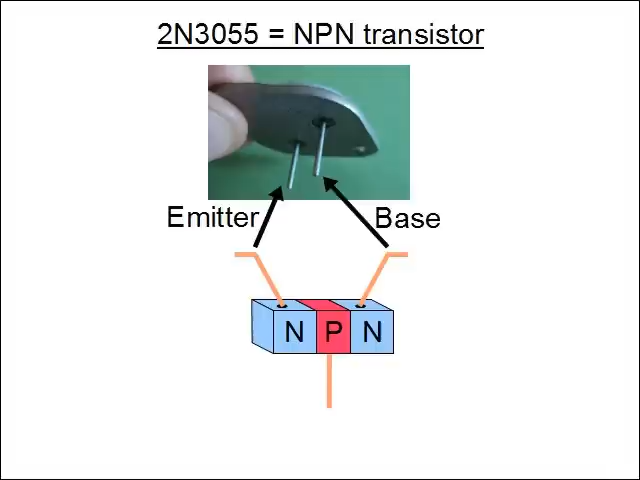 2N3055 = NPN transistor
Emitter
Base
N P N